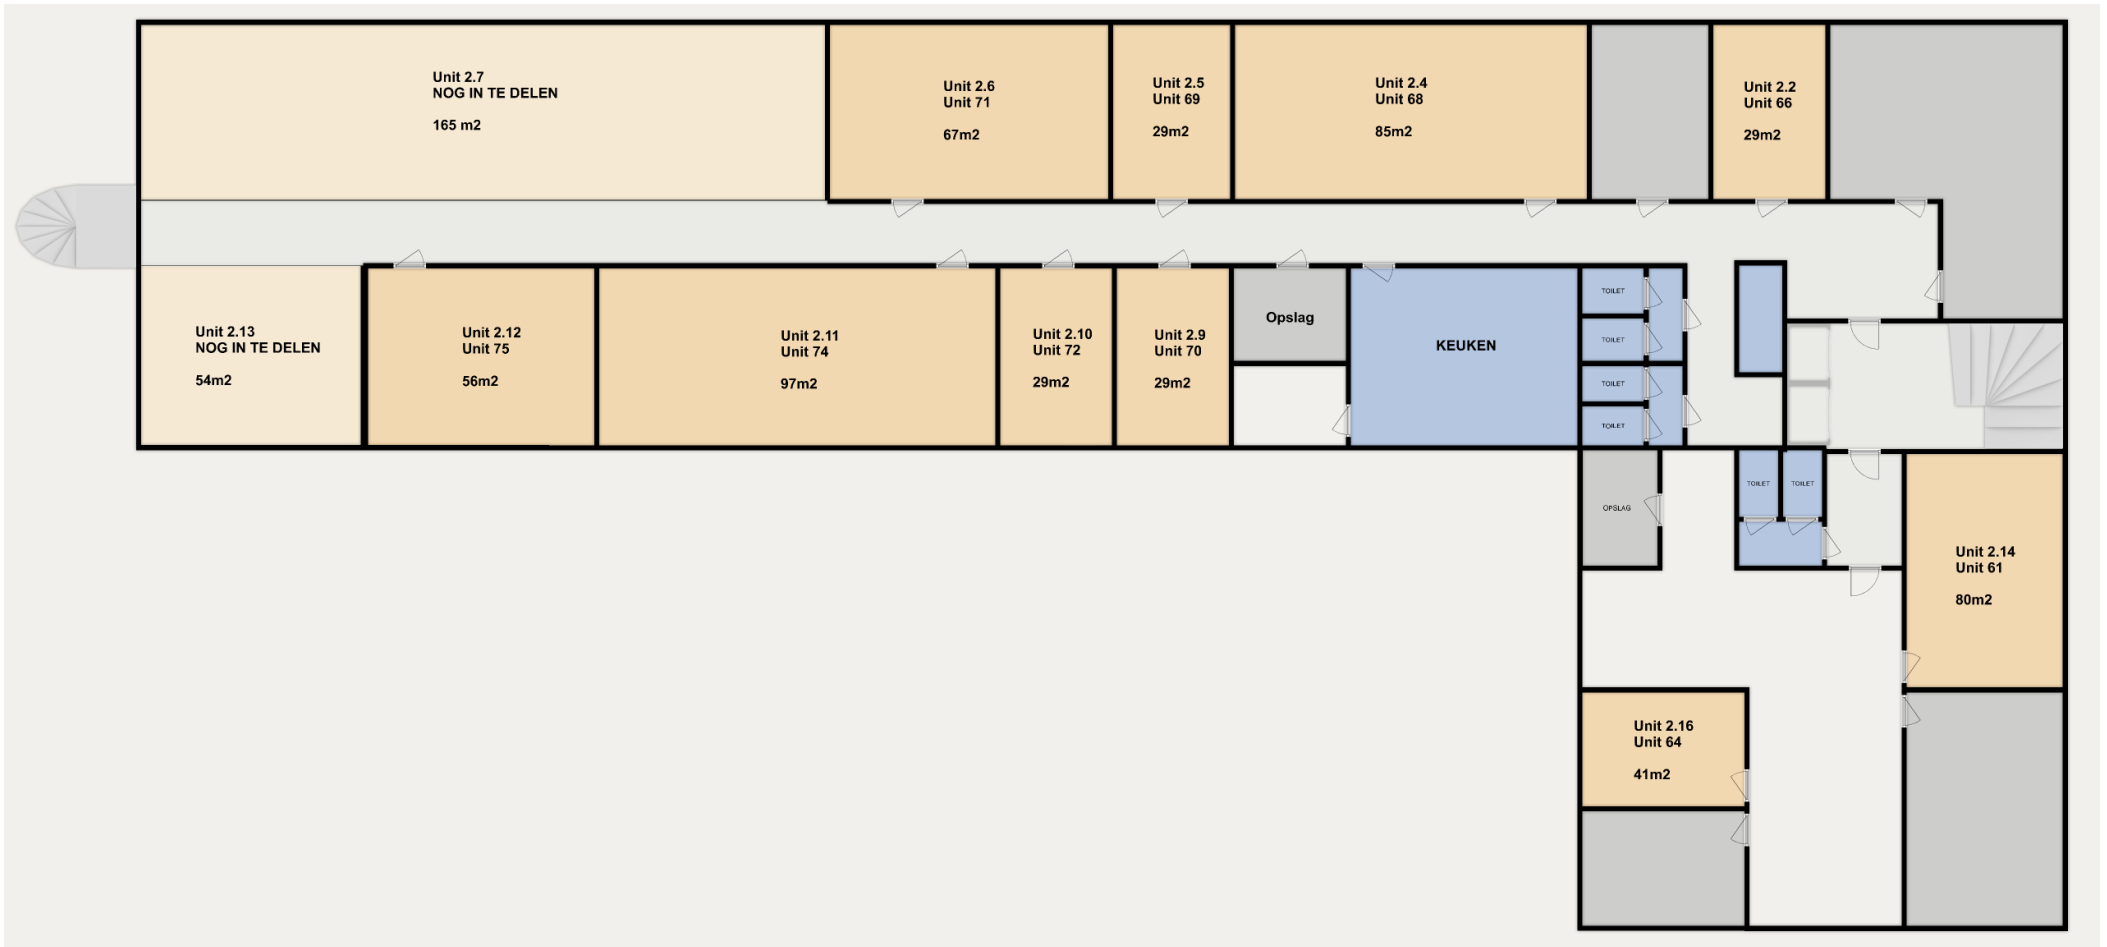 Unit 2.7
NOG IN TE DELEN
165 m2
Unit 2.6
Unit 71
67m2
Unit 2.5
Unit 69
29m2
Unit 2.4
Unit 68
85m2
Unit 2.2
Unit 66
29m2
Unit 2.13
NOG IN TE DELEN
54m2
Unit 2.12
Unit 75
56m2
Unit 2.11
Unit 74
97m2
Unit 2.10
Unit 72
29m2
Unit 2.9
Unit 70
29m2
Opslag
KEUKEN
TOILET
TOILET
TOILET
TOILET
OPSLAG
TOILET
TOILET
Unit 2.14
Unit 61
80m2
Unit 2.16
Unit 64
41m2